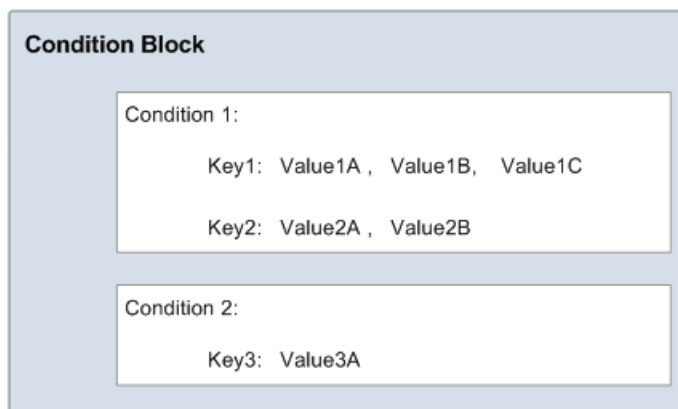 Condition Block
Condition 1:
Key1: Value1A , Value1B, Value1C
Key2: Value2A , Value2B
Condition 2:
Key3: Value3A